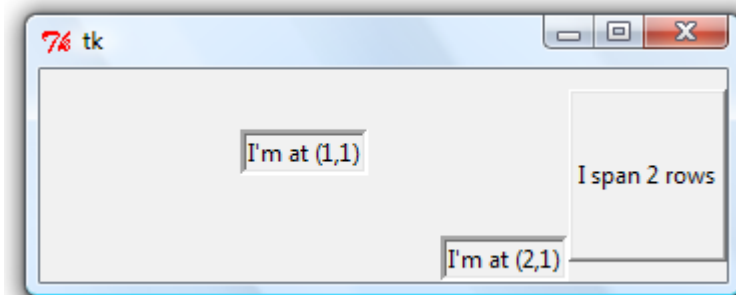 tk
I'm at (1,1)
I span 2 rows
I'm at (2,1)